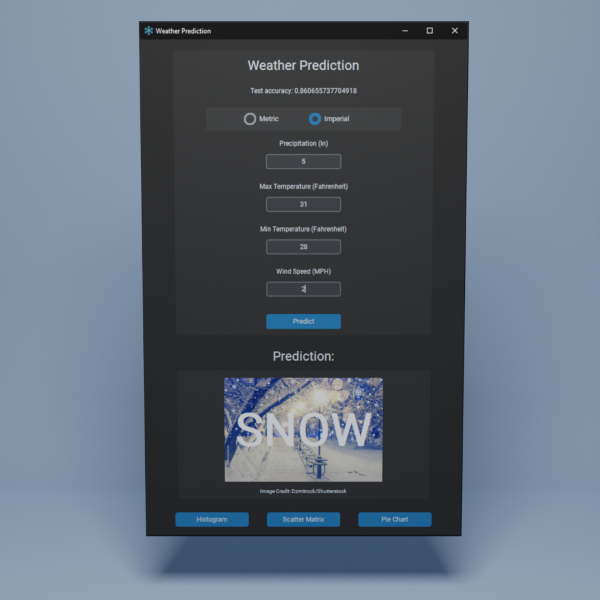 Weather Prediction
Weather Prediction
Test accuracy: 0.860655737704918
Metric Imperial
Precipitation (In)
5
Max Temperature (Fahrenheit)
31
Min Temperature (Fahrenheit)
28
Wind Speed (MPH)
2
Predict
Prediction:
SNOW
Image Credit: Dzmitrock/Shutterstock
Histogram Scatter Matrix Pie Chart